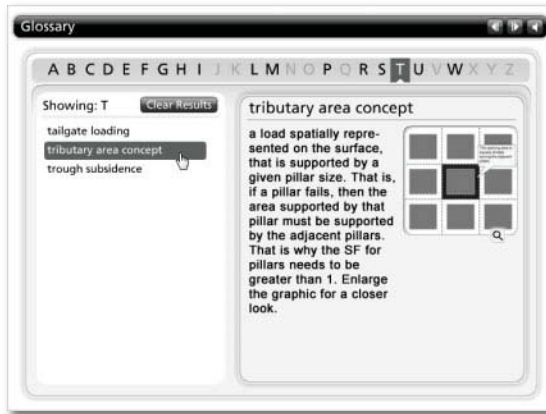 Glossary
A B C D E F G H I J K L M N O P Q R S T U V W X Y Z
Showing: T
Clear Results
tailgate loading
tributary area concept
trough subsidence
tributary area concept
a load spatially repre-
sented on the surface,
that is supported by a
given pillar size. That is,
if a pillar fails, then the
area supported by that
pillar must be supported
by the adjacent pillars.
That is why the SF for
pillars needs to be
greater than 1. Enlarge
the graphic for a closer
look.